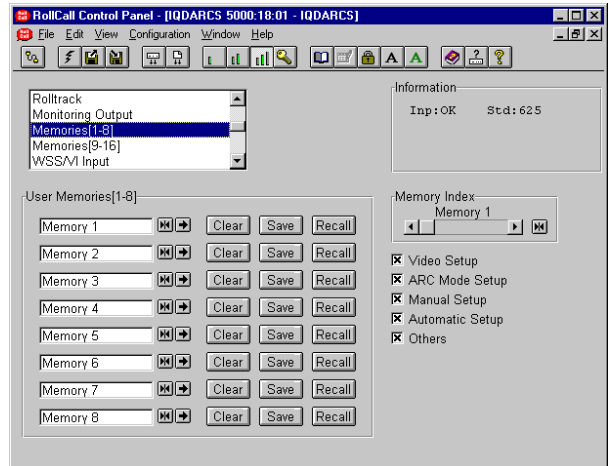 RollCall Control Panel - [IQDARCS 5000:18:01 - IQDARCS]
File Edit View Configuration Window Help
A A
Rolltrack
Monitoring Output
Memories[1-8]
Memories[9-16]
WSS/VI Input
Information
Inp:OK Std:625
User Memories[1-8]
Memory 1 Clear Save Recall
Memory 2 Clear Save Recall
Memory 3 Clear Save Recall
Memory 4 Clear Save Recall
Memory 5 Clear Save Recall
Memory 6 Clear Save Recall
Memory 7 Clear Save Recall
Memory 8 Clear Save Recall
Memory Index
Memory 1
Video Setup
ARC Mode Setup
Manual Setup
Automatic Setup
Others